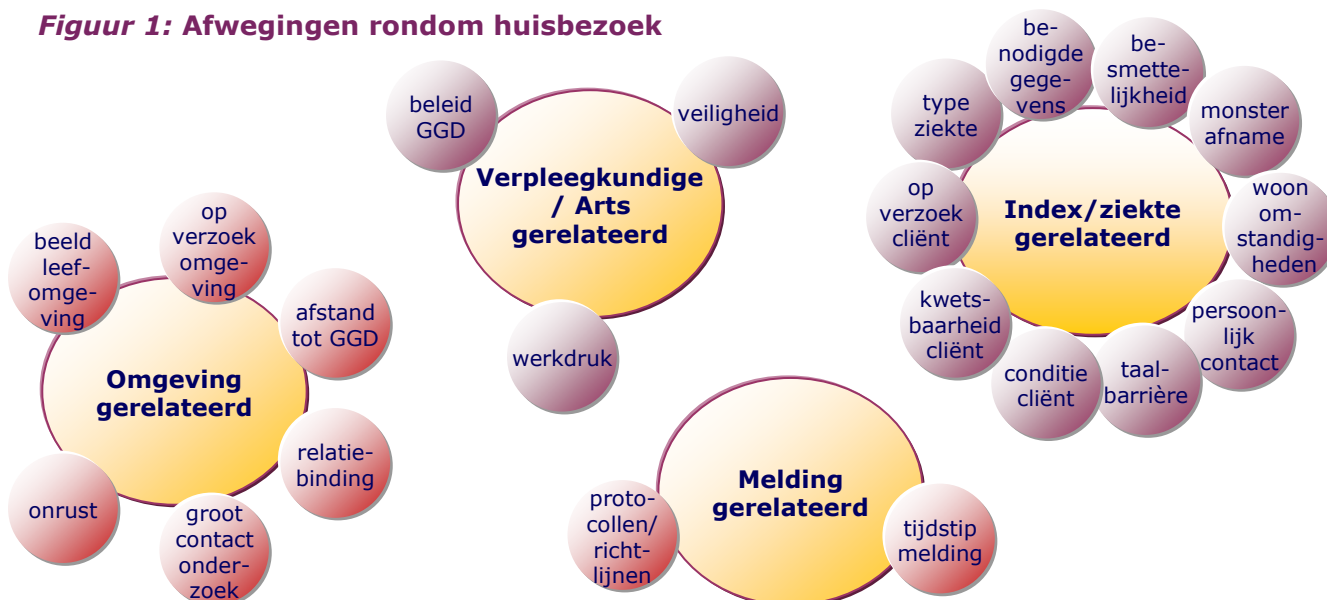 Figuur 1: Afwegingen rondom huisbezoek
beleid
GGD
veiligheid
Verpleegkundige
/ Arts
gerelateerd
werkdruk
type
ziekte
be-
nodigde
gege-
vens
be-
smette-
lijkheid
monster
afname
op
verzoek
cliënt
Index/ziekte
gerelateerd
woon
om-
standig-
heden
kwets-
baarheid
cliënt
conditie
cliënt
taal-
barrière
persoon-
lijk
contact
beeld
leef-
omge-
ving
op
verzoek
omge-
ving
afstand
tot GGD
Omgeving
gerelateerd
relatie-
binding
onrust
groot
contact
onder-
zoek
Melding
gerelateerd
proto-
collen/
richt-
lijnen
tijdstip
melding